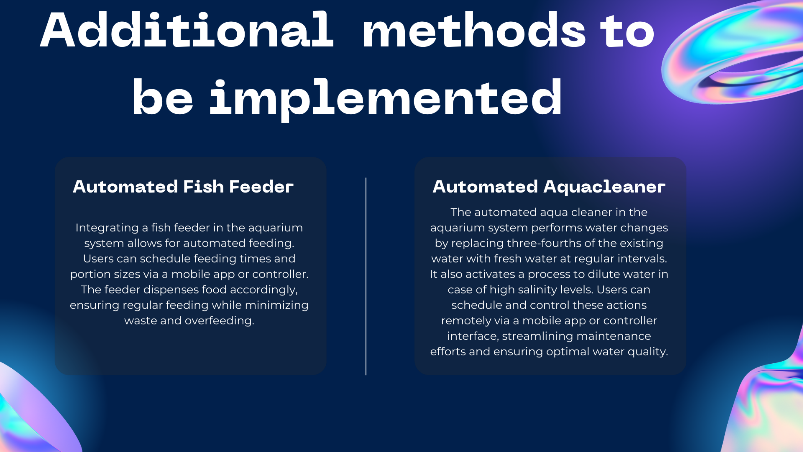 Additional methods to
be implemented
Automated Fish Feeder
Integrating a fish feeder in the aquarium
system allows for automated feeding.
Users can schedule feeding times and
portion sizes via a mobile app or controller.
The feeder dispenses food accordingly,
ensuring regular feeding while minimizing
waste and overfeeding.
Automated Aquacleaner
The automated aqua cleaner in the
aquarium system performs water changes
by replacing three-fourths of the existing
water with fresh water at regular intervals.
It also activates a process to dilute water in
case of high salinity levels. Users can
schedule and control these actions
remotely via a mobile app or controller
interface, streamlining maintenance
efforts and ensuring optimal water quality.